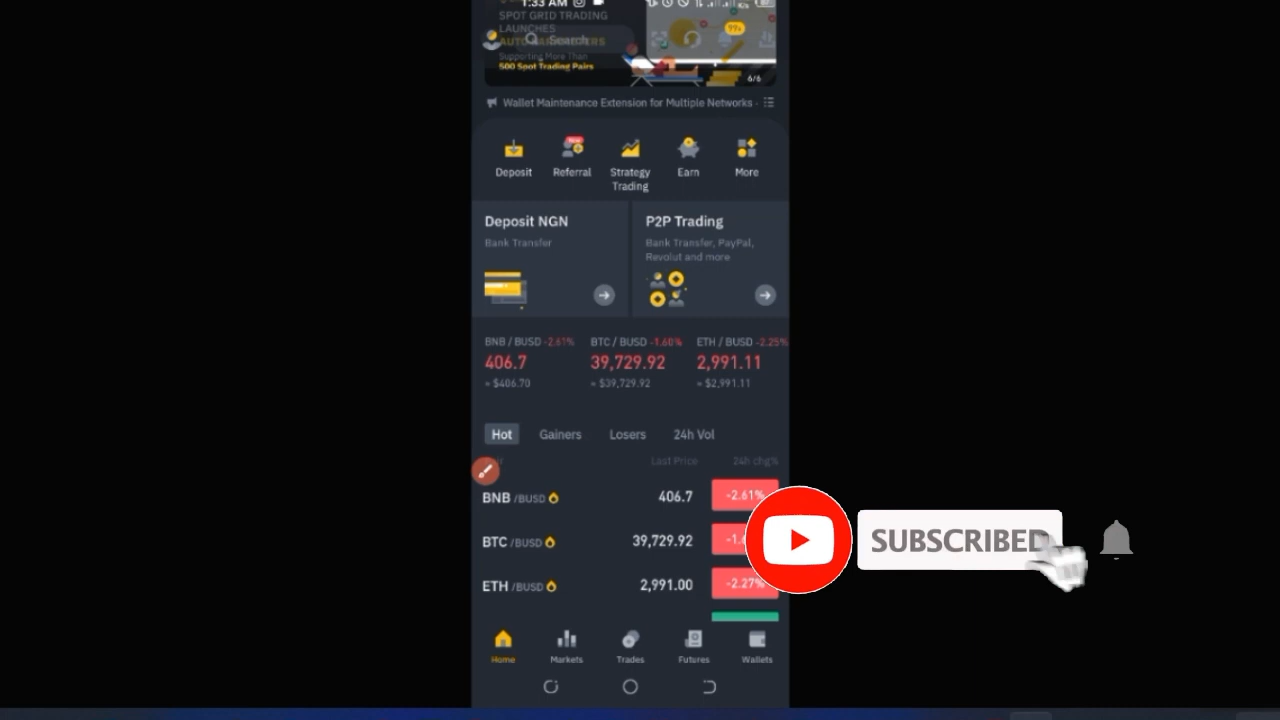 1:33 AM
SPOT GRID TRADING
LAUNCHES
Search
99+
Supporting More Than
500 Spot Trading Pairs
6/6
Wallet Maintenance Extension for Multiple Networks -
Deposit
Referral
New
Strategy
Trading
Earn
More
Deposit NGN
Bank Transfer
P2P Trading
Bank Transfer, PayPal,
Revolut and more
BNB / BUSD -2.61%
406.7
≈ $406.70
BTC / BUSD -1.60%
39,729.92
≈ $39,729.92
ETH / BUSD -2.25%
2,991.11
≈ $2,991.11
Hot Gainers Losers 24h Vol
Last Price 24h chg%
BNB /BUSD 406.7 -2.61%
BTC /BUSD 39,729.92
ETH /BUSD 2,991.00 -2.27%
SUBSCRIBED
Home Markets Trades Futures Wallets